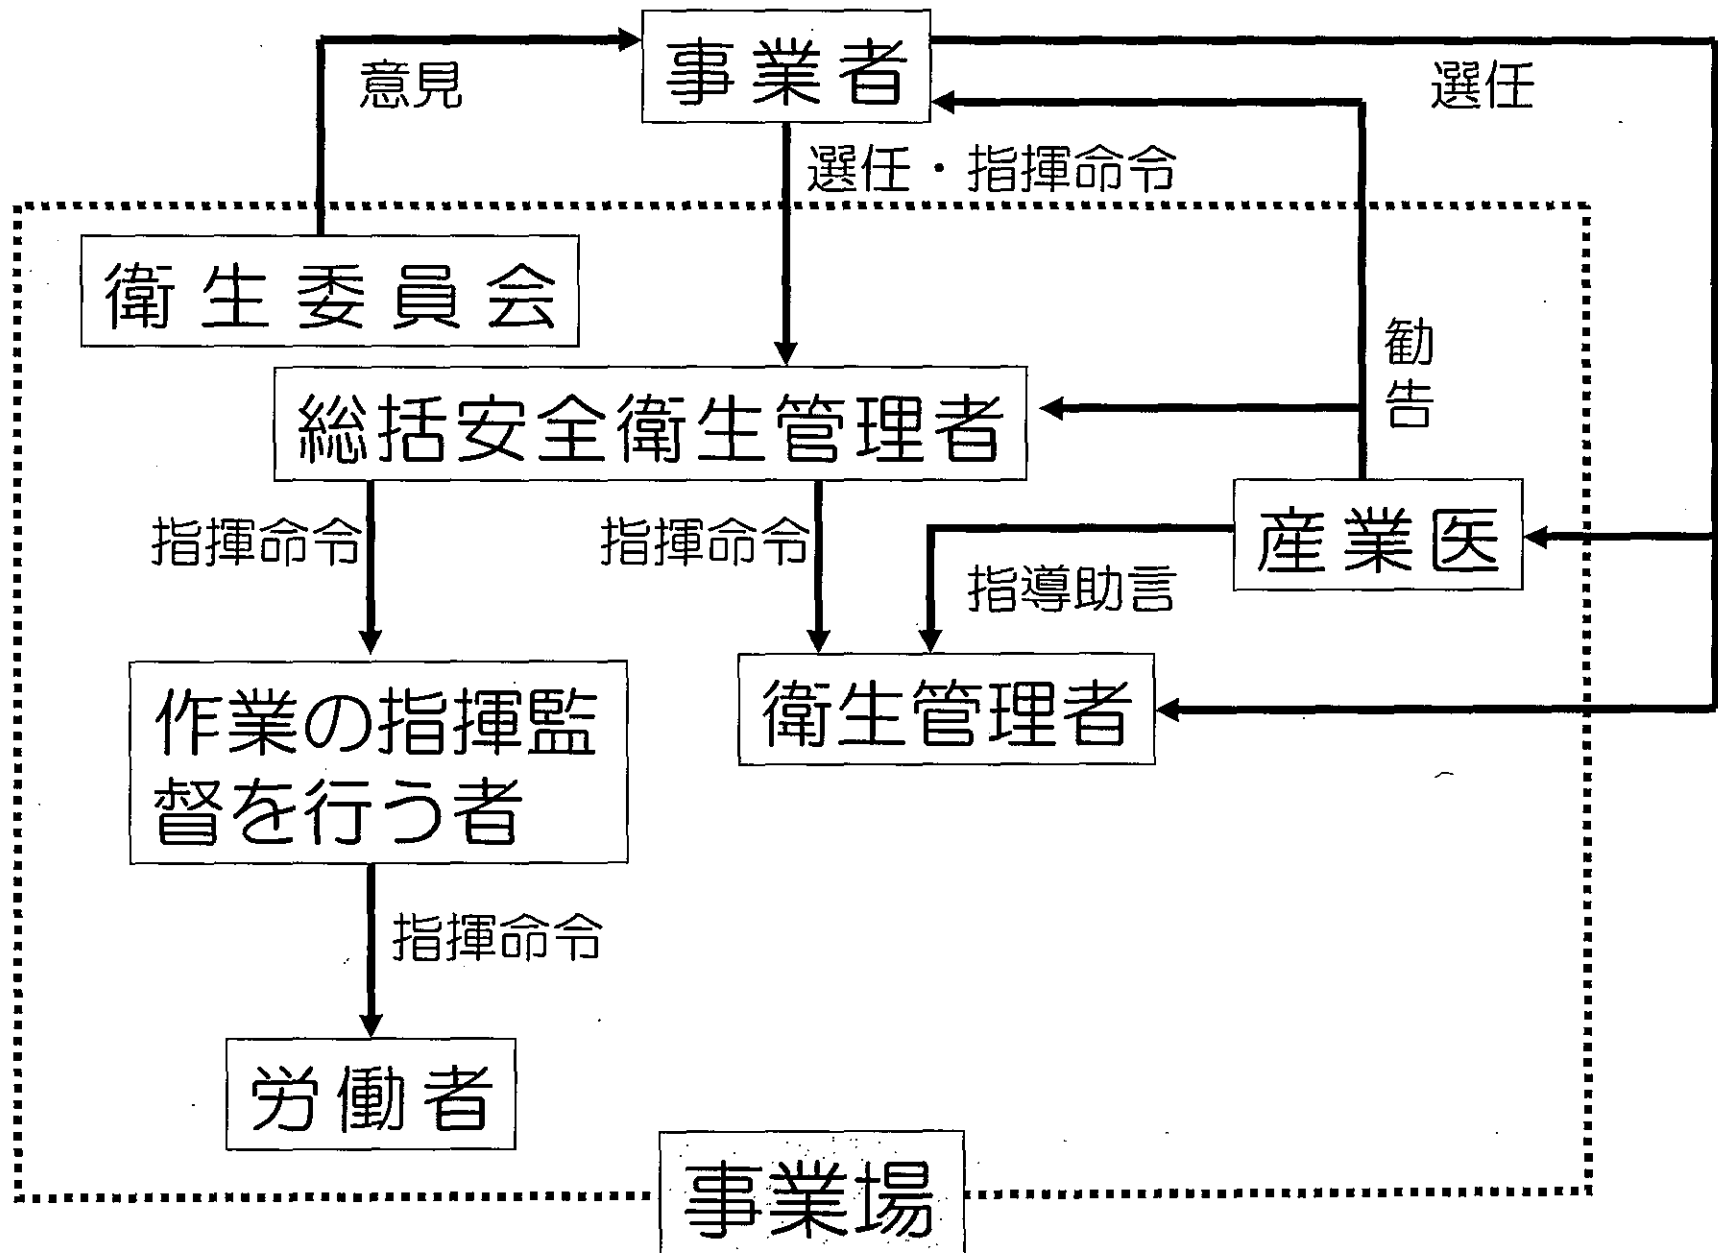 事業者
意見
選任
選任・指揮命令
衛生委員会
勧告
総括安全衛生管理者
指揮命令
指揮命令
産業医
指導助言
作業の指揮監
督を行う者
衛生管理者
指揮命令
労働者
事業場